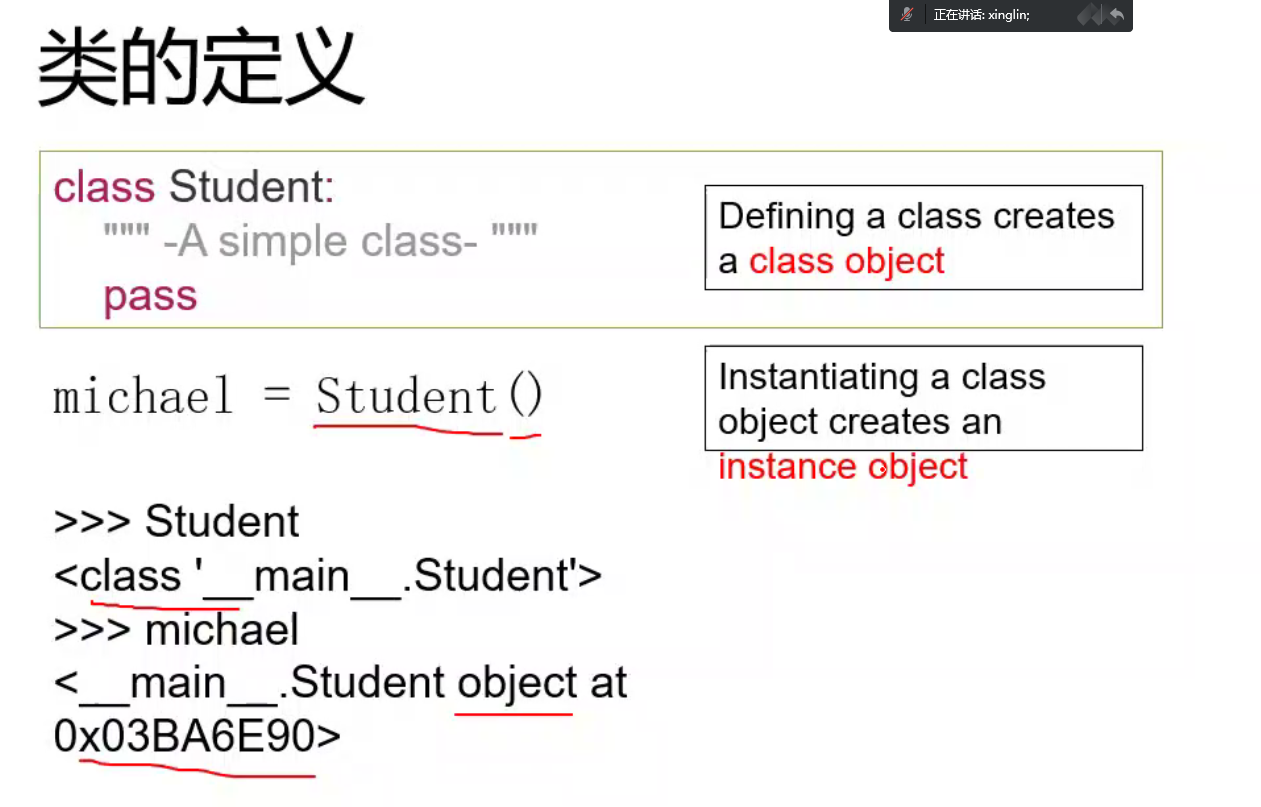 正在讲话: xinglin;
类的定义
class Student:
""" -A simple class- """
pass
Defining a class creates
a class object
michael = Student()
Instantiating a class
object creates an
instance object
>>> Student
<class '__main__.Student'>
>>> michael
<__main__.Student object at
0x03BA6E90>